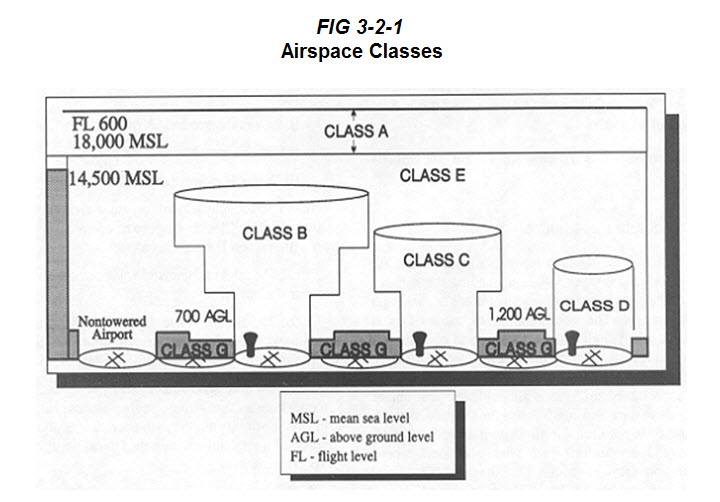 FIG 3-2-1
Airspace Classes
FL 600
18,000 MSL
CLASS A
14,500 MSL
CLASS E
CLASS B
CLASS C
CLASS D
700 AGL
1,200 AGL
Nontowered
Airport
CLASS G
CLASS G
CLASS G
MSL - mean sea level
AGL - above ground level
FL - flight level